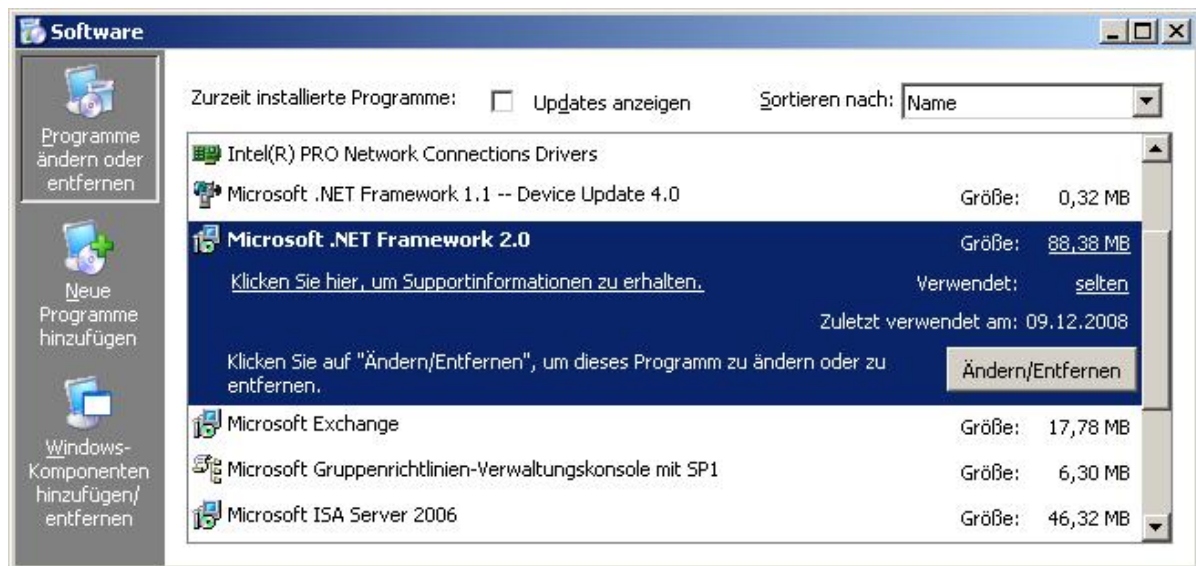 Software
Programme
ändern oder
entfernen
Neue
Programme
hinzufügen
Windows-
Komponenten
hinzufügen/
entfernen
Zurzeit installierte Programme: Updates anzeigen Sortieren nach: Name
Intel(R) PRO Network Connections Drivers
Microsoft .NET Framework 1.1 -- Device Update 4.0 Größe: 0,32 MB
Microsoft .NET Framework 2.0 Größe: 88,38 MB
Klicken Sie hier, um Supportinformationen zu erhalten. Verwendet: selten
Zuletzt verwendet am: 09.12.2008
Klicken Sie auf "Ändern/Entfernen", um dieses Programm zu ändern oder zu
entfernen.
Ändern/Entfernen
Microsoft Exchange Größe: 17,78 MB
Microsoft Gruppenrichtlinien-Verwaltungskonsole mit SP1 Größe: 6,30 MB
Microsoft ISA Server 2006 Größe: 46,32 MB